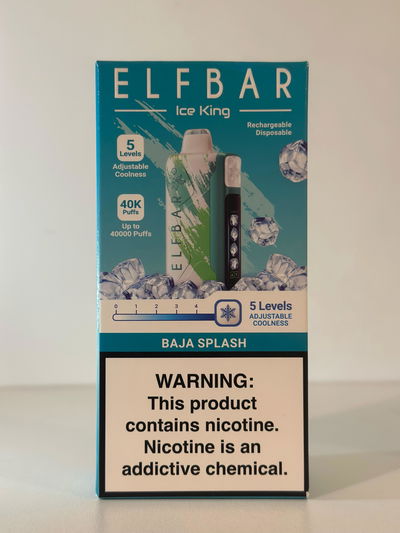 ELFBAR
Ice King
Rechargeable
Disposable
5
Levels
Adjustable
Coolness
40K
Puffs
Up to
40000 Puffs
ELFBAR
0 1 2 3 4
5 Levels
ADJUSTABLE
COOLNESS
BAJA SPLASH
WARNING:
This product
contains nicotine.
Nicotine is an
addictive chemical.